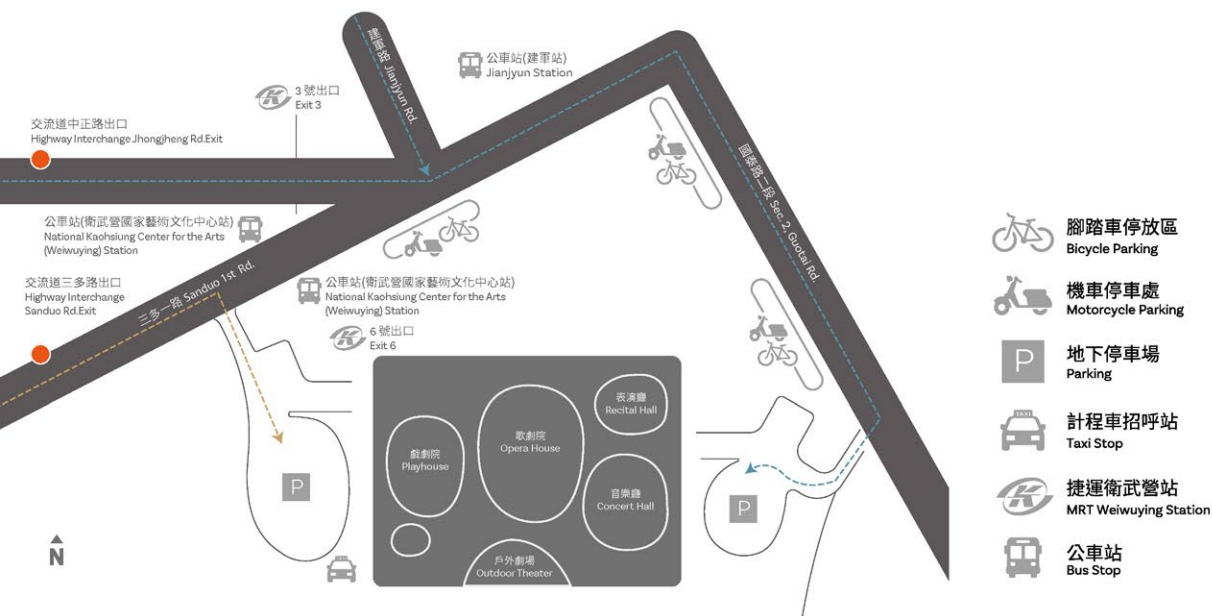 建軍路 Jianjyun Rd.
公車站(建軍站)
Jianjyun Station
3 號出口
Exit 3
交流道中正路出口
Highway Interchange Jhongjheng Rd.Exit
國泰路二段 Sec. 2, Guotai Rd.
公車站(衛武營國家藝術文化中心站)
National Kaohsiung Center for the Arts
(Weiwuying) Station
交流道三多路出口
Highway Interchange
Sanduo Rd.Exit
三多一路 Sanduo 1st Rd.
公車站(衛武營國家藝術文化中心站)
National Kaohsiung Center for the Arts
(Weiwuying) Station
6 號出口
Exit 6
表演廳
Recital Hall
歌劇院
Opera House
戲劇院
Playhouse
音樂廳
Concert Hall
戶外劇場
Outdoor Theater
P
P
N
TAXI
腳踏車停放區
Bicycle Parking
機車停車處
Motorcycle Parking
P
地下停車場
Parking
TAXI
計程車招呼站
Taxi Stop
捷運衛武營站
MRT Weiwuying Station
公車站
Bus Stop